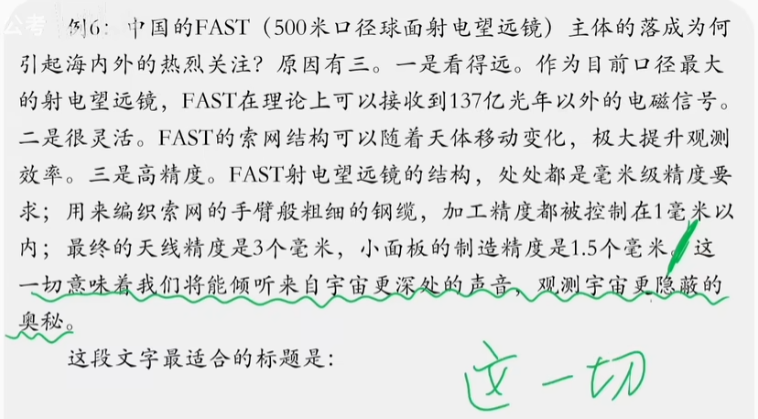 公考
例6：中国的FAST（500米口径球面射电望远镜）主体的落成为何
引起海内外的热烈关注？原因有三。一是看得远。作为目前口径最大
的射电望远镜，FAST在理论上可以接收到137亿光年以外的电磁信号。
二是很灵活。FAST的索网结构可以随着天体移动变化，极大提升观测
效率。三是高精度。FAST射电望远镜的结构，处处都是毫米级精度要
求；用来编织索网的手臂般粗细的钢缆，加工精度都被控制在1毫米以
内；最终的天线精度是3个毫米，小面板的制造精度是1.5个毫米。这
一切意味着我们将能倾听来自宇宙更深处的声音，观测宇宙更隐蔽的
奥秘。
这段文字最适合的标题是：
这一切